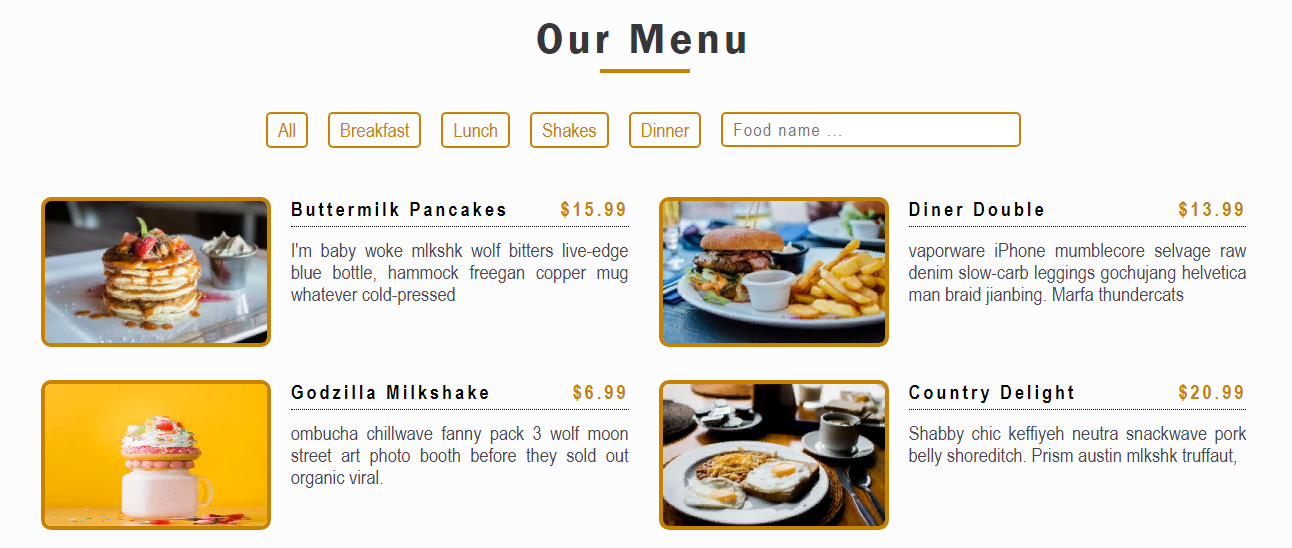 Our Menu
All Breakfast Lunch Shakes Dinner Food name ...
Buttermilk Pancakes $15.99
I'm baby woke mlkshk wolf bitters live-edge
blue bottle, hammock freegan copper mug
whatever cold-pressed
Diner Double $13.99
vaporware iPhone mumblecore selvage raw
denim slow-carb leggings gochujang helvetica
man braid jianbing. Marfa thundercats
Godzilla Milkshake $6.99
ombucha chillwave fanny pack 3 wolf moon
street art photo booth before they sold out
organic viral.
Country Delight $20.99
Shabby chic keffiyeh neutra snackwave pork
belly shoreditch. Prism austin mlkshk truffaut,